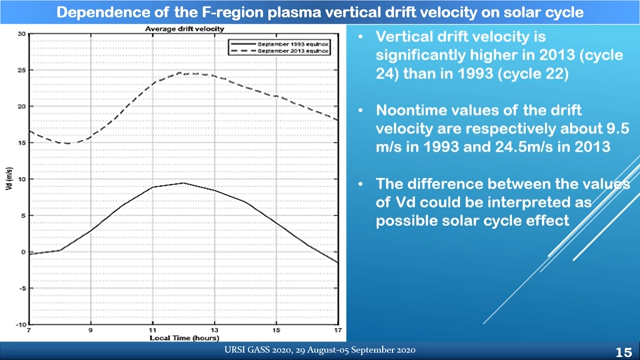 Dependence of the F-region plasma vertical drift velocity on solar cycle
Average drift velocity
September 1993 equinox
September 2013 equinox
30
25
20
15
10
5
0
-5
-10
Vd (m/s)
7
9
11
13
15
17
Local Time (hours)
• Vertical drift velocity is
significantly higher in 2013 (cycle
24) than in 1993 (cycle 22)
• Noontime values of the drift
velocity are respectively about 9.5
m/s in 1993 and 24.5m/s in 2013
• The difference between the values
of Vd could be interpreted as
possible solar cycle effect
URSI GASS 2020, 29 August-05 September 2020
15